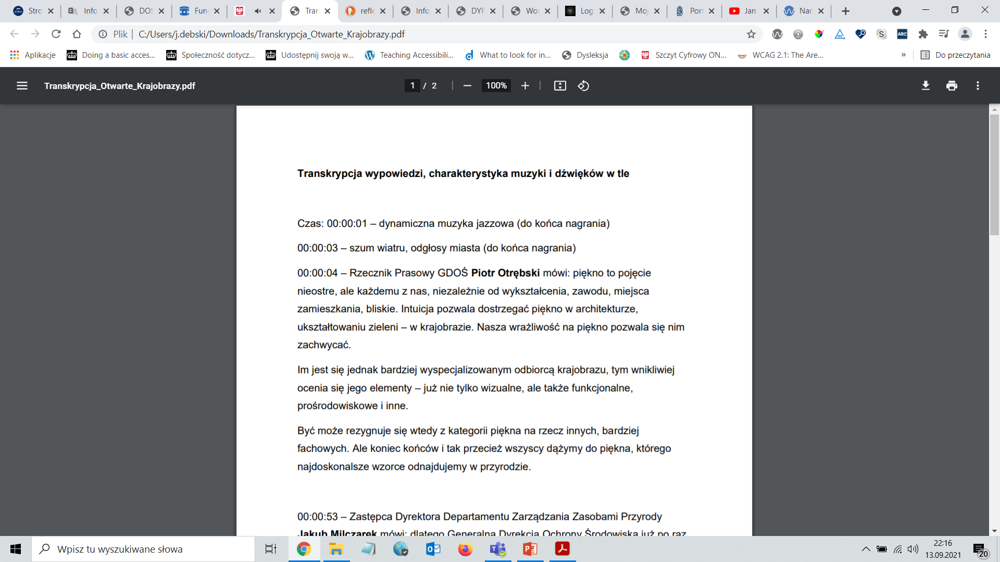 Stro
Info
DOS
Fun
Tran
refle
Info
DYR
Wor
Log
Moj
Port
Jan
Nar
Plik
C:/Users/j.debski/Downloads/Transkrypcja_Otwarte_Krajobrazy.pdf
Aplikacje
Doing a basic acces...
Społeczność dotycz...
Udostępnij swoją w...
Teaching Accessibili...
What to look for in...
Dysleksja
Szczyt Cyfrowy ON...
WCAG 2.1: The Are...
»
Do przeczytania
Transkrypcja_Otwarte_Krajobrazy.pdf
1 / 2
100%
Transkrypcja wypowiedzi, charakterystyka muzyki i dźwięków w tle
Czas: 00:00:01 – dynamiczna muzyka jazzowa (do końca nagrania)
00:00:03 – szum wiatru, odgłosy miasta (do końca nagrania)
00:00:04 – Rzecznik Prasowy GDOŚ Piotr Otrębski mówi: piękno to pojęcie
nieostre, ale każdemu z nas, niezależnie od wykształcenia, zawodu, miejsca
zamieszkania, bliskie. Intuicja pozwala dostrzegać piękno w architekturze,
ukształtowaniu zieleni – w krajobrazie. Nasza wrażliwość na piękno pozwala się nim
zachwycać.
Im jest się jednak bardziej wyspecjalizowanym odbiorcą krajobrazu, tym wnikliwiej
ocenia się jego elementy – już nie tylko wizualne, ale także funkcjonalne,
prośrodowiskowe i inne.
Być może rezygnuje się wtedy z kategorii piękna na rzecz innych, bardziej
fachowych. Ale koniec końców i tak przecież wszyscy dążymy do piękna, którego
najdoskonalsze wzorce odnajdujemy w przyrodzie.
00:00:53 – Zastępca Dyrektora Departamentu Zarządzania Zasobami Przyrody
Jakub Milczarek mówi: dlatego Generalna Dyrekcja Ochrony Środowiska już po raz
Wpisz tu wyszukiwane słowa
22:16
13.09.2021
20